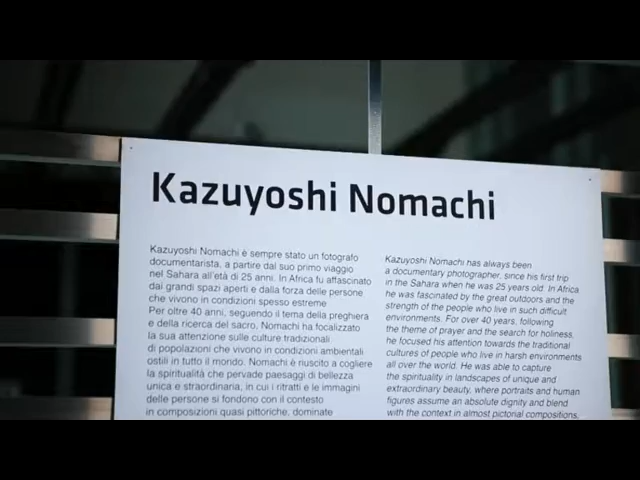 Kazuyoshi Nomachi
Kazuyoshi Nomachi è sempre stato un fotografo
documentarista, a partire dal suo primo viaggio
nel Sahara all'età di 25 anni. In Africa fu affascinato
dai grandi spazi aperti e dalla forza delle persone
che vivono in condizioni spesso estreme
Per oltre 40 anni, seguendo il tema della preghiera
e della ricerca del sacro, Nomachi ha focalizzato
la sua attenzione sulle culture tradizionali
di popolazioni che vivono in condizioni ambientali
ostili in tutto il mondo. Nomachi è riuscito a cogliere
la spiritualità che pervade paesaggi di bellezza
unica e straordinaria, in cui i ritratti e le immagini
delle persone si fondono con il contesto
in composizioni quasi pittoriche, dominate
Kazuyoshi Nomachi has always been
a documentary photographer, since his first trip
in the Sahara when he was 25 years old. In Africa
he was fascinated by the great outdoors and the
strength of the people who live in such difficult
environments. For over 40 years, following
the theme of prayer and the search for holiness,
he focused his attention towards the traditional
cultures of people who live in harsh environments
all over the world. He was able to capture
the spirituality in landscapes of unique and
extraordinary beauty, where portraits and human
figures assume an absolute dignity and blend
with the context in almost pictorial compositions,